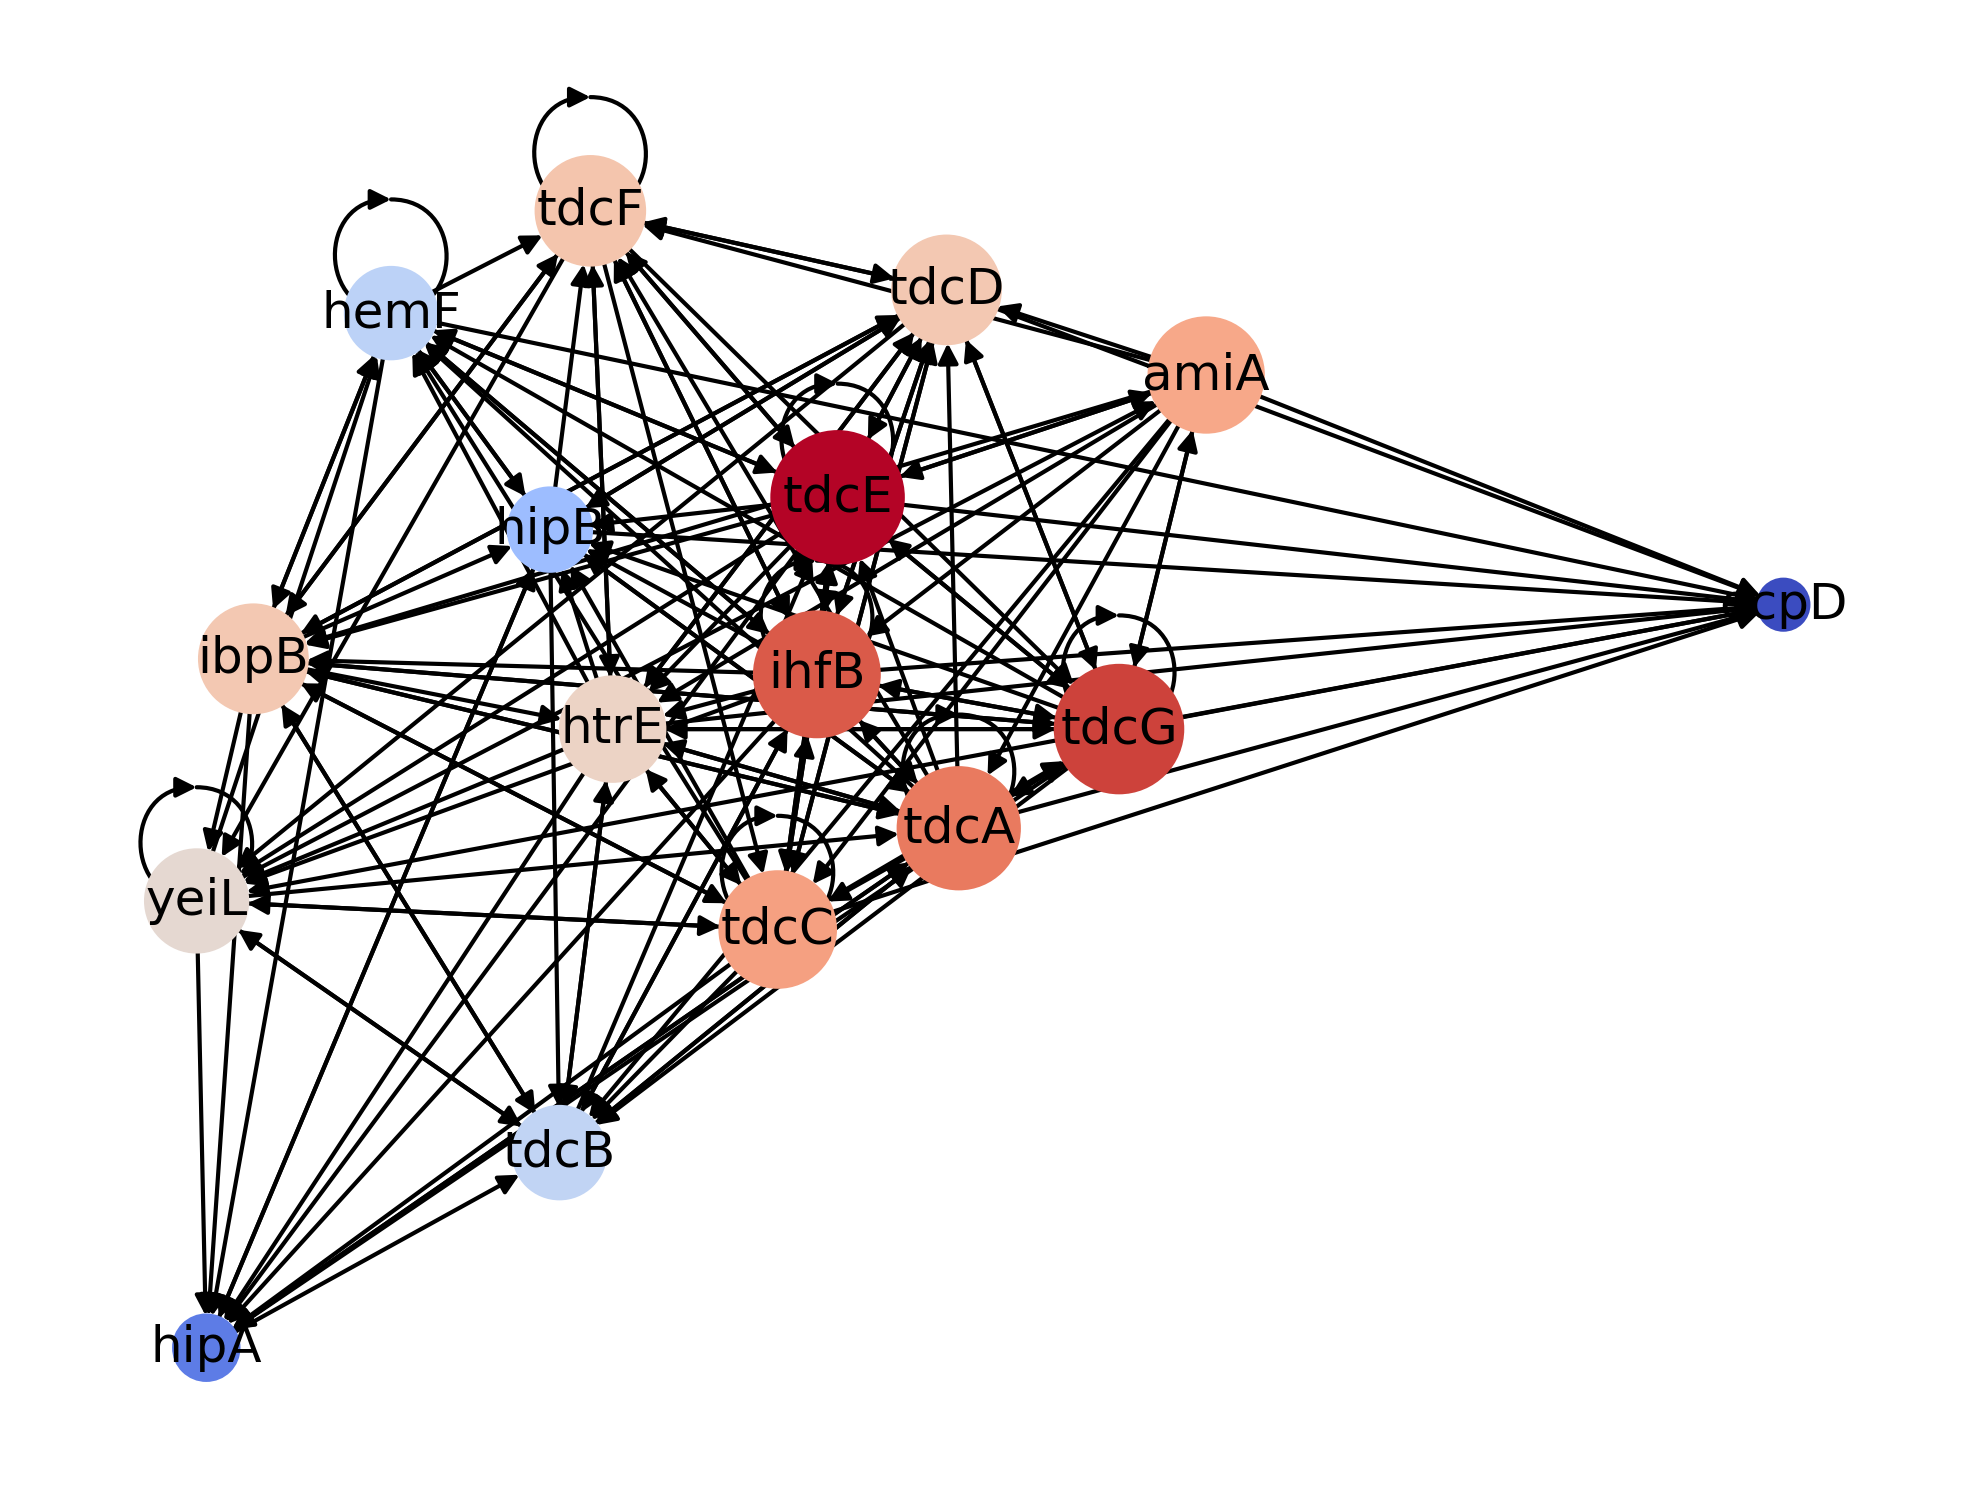 tdcF
hemF
tdcD
amiA
tdcE
hipB
cpD
ibpB
ihfB
htrE
tdcG
tdcA
yeiL
tdcC
tdcB
hipA